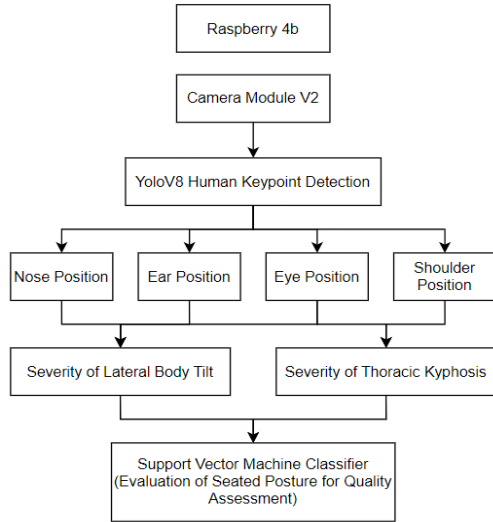 Raspberry 4b
Camera Module V2
YoloV8 Human Keypoint Detection
Nose Position
Ear Position
Eye Position
Shoulder
Position
Severity of Lateral Body Tilt
Severity of Thoracic Kyphosis
Support Vector Machine Classifier
(Evaluation of Seated Posture for Quality
Assessment)